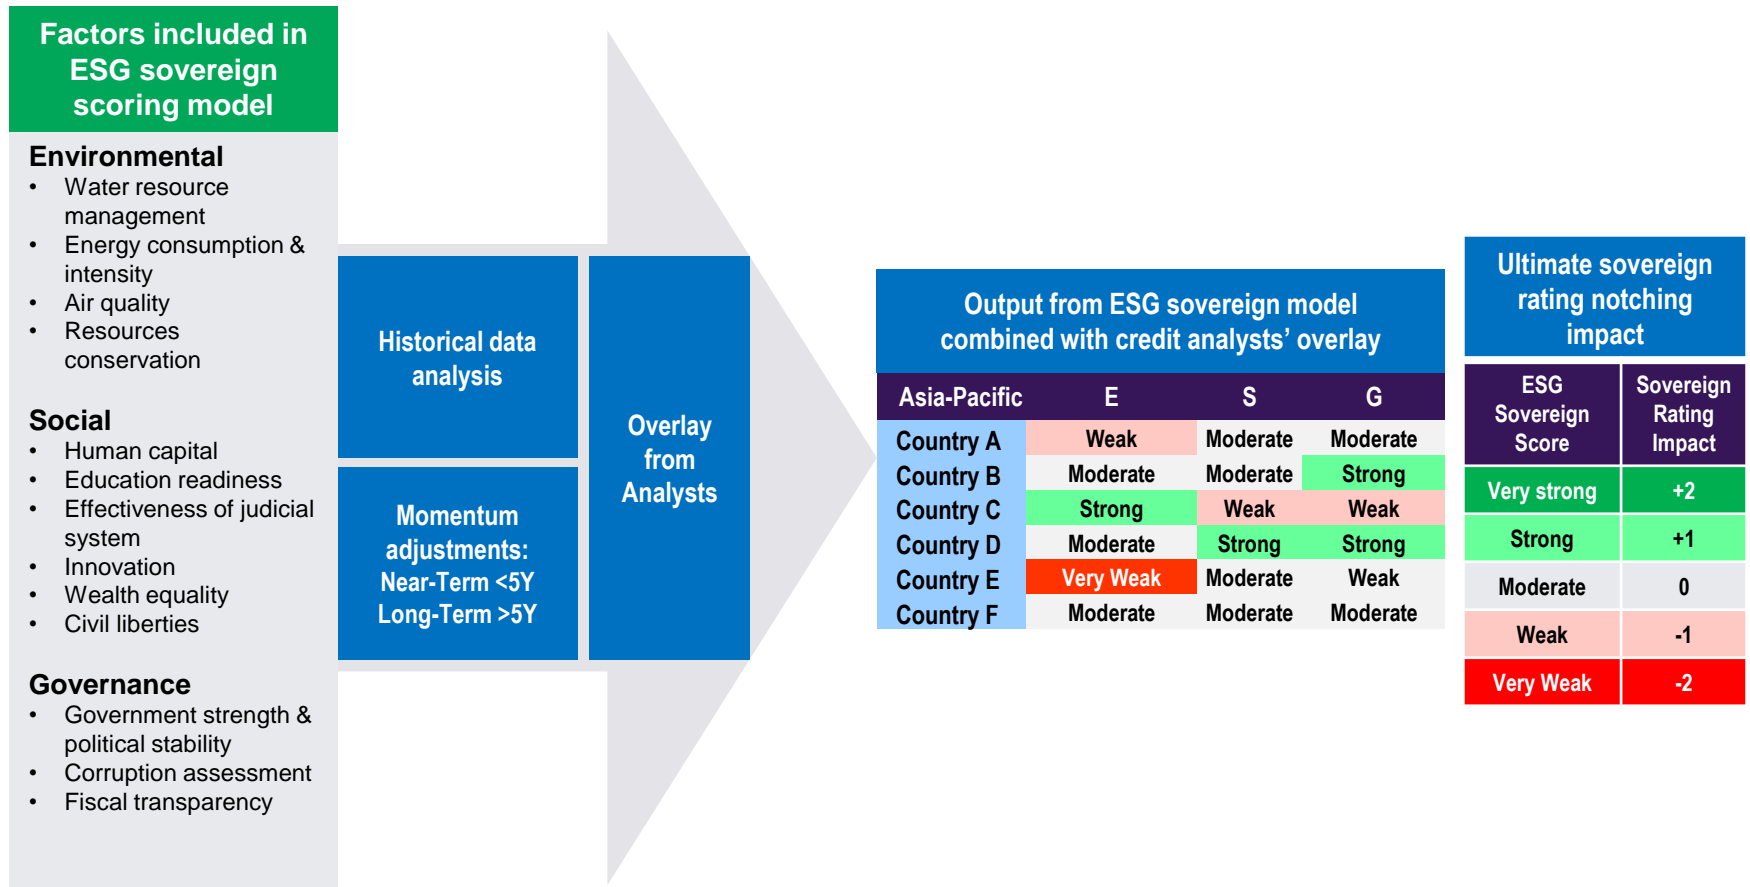 Factors included in
ESG sovereign
scoring model
Environmental
• Water resource
management
• Energy consumption &
intensity
• Air quality
• Resources
conservation
Social
• Human capital
• Education readiness
• Effectiveness of judicial
system
• Innovation
• Wealth equality
• Civil liberties
Governance
• Government strength &
political stability
• Corruption assessment
• Fiscal transparency
Historical data
analysis
Momentum
adjustments:
Near-Term <5Y
Long-Term >5Y
Overlay
from
Analysts
Output from ESG sovereign model
combined with credit analysts’ overlay
Asia-Pacific E S G
Country A Weak Moderate Moderate
Country B Moderate Moderate Strong
Country C Strong Weak Weak
Country D Moderate Strong Strong
Country E Very Weak Moderate Weak
Country F Moderate Moderate Moderate
Ultimate sovereign
rating notching
impact
ESG
Sovereign
Score
Sovereign
Rating
Impact
Very strong +2
Strong +1
Moderate 0
Weak -1
Very Weak -2